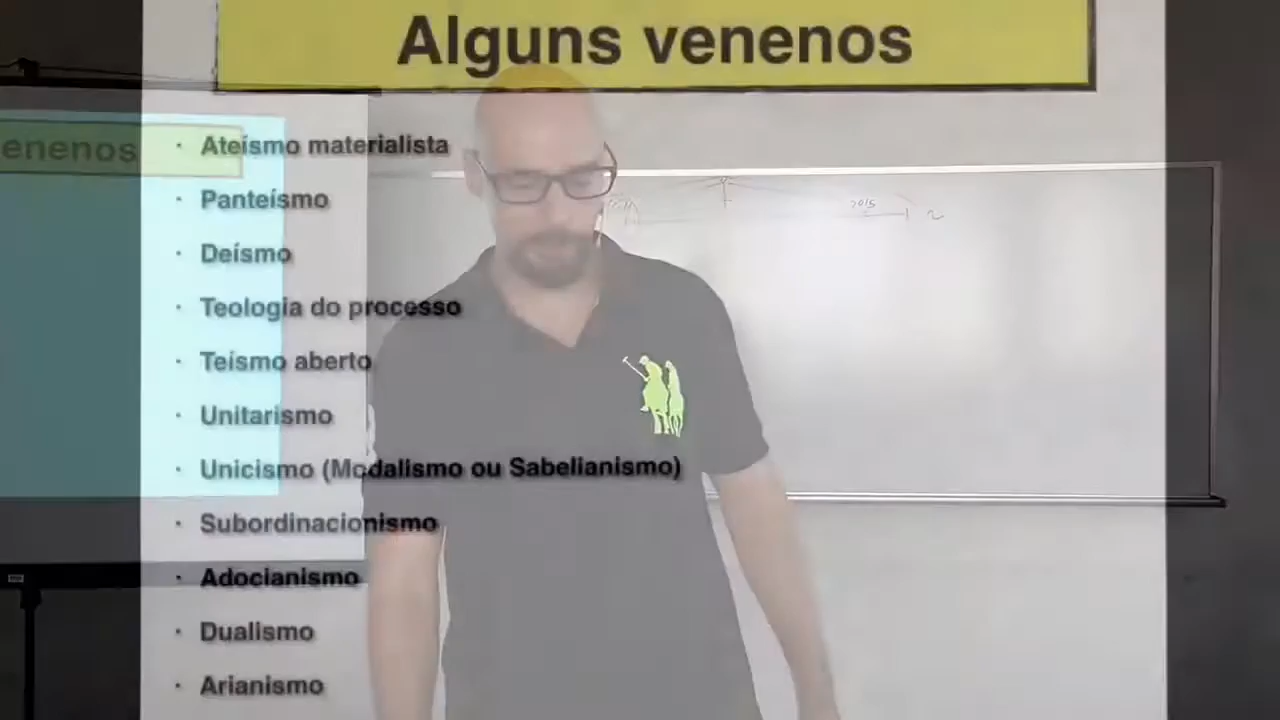 Alguns venenos
enenos
· Ateísmo materialista
· Panteísmo
· Deísmo
· Teologia do processo
· Teísmo aberto
· Unitarismo
· Unicismo (Modalismo ou Sabelianismo)
· Subordinacionismo
· Adocianismo
· Dualismo
· Arianismo
2015